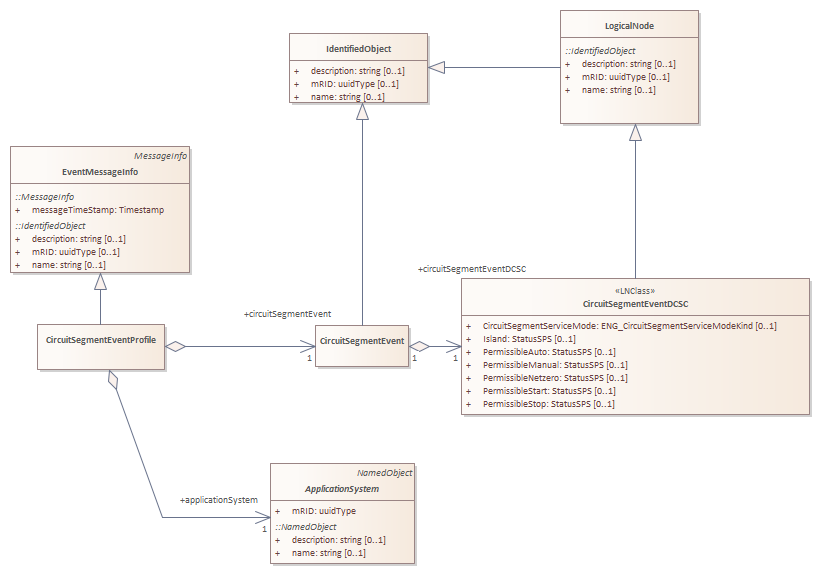 LogicalNode
::IdentifiedObject
+ description: string [0..1]
+ mRID: uuidType [0..1]
+ name: string [0..1]
IdentifiedObject
+ description: string [0..1]
+ mRID: uuidType [0..1]
+ name: string [0..1]
MessageInfo
EventMessageInfo
::MessageInfo
+ messageTimeStamp: Timestamp
::IdentifiedObject
+ description: string [0..1]
+ mRID: uuidType [0..1]
+ name: string [0..1]
+circuitSegmentEventDCSC
«LNClass»
CircuitSegmentEventDCSC
+ CircuitSegmentServiceMode: ENG_CircuitSegmentServiceModeKind [0..1]
+ Island: StatusSPS [0..1]
+ PermissibleAuto: StatusSPS [0..1]
+ PermissibleManual: StatusSPS [0..1]
+ PermissibleNetzero: StatusSPS [0..1]
+ PermissibleStart: StatusSPS [0..1]
+ PermissibleStop: StatusSPS [0..1]
+circuitSegmentEvent
CircuitSegmentEventProfile
1
CircuitSegmentEvent
1
1
+applicationSystem
1
NamedObject
ApplicationSystem
+ mRID: uuidType
::NamedObject
+ description: string [0..1]
+ name: string [0..1]